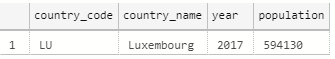 country_code country_name year population
1 LU Luxembourg 2017 594130